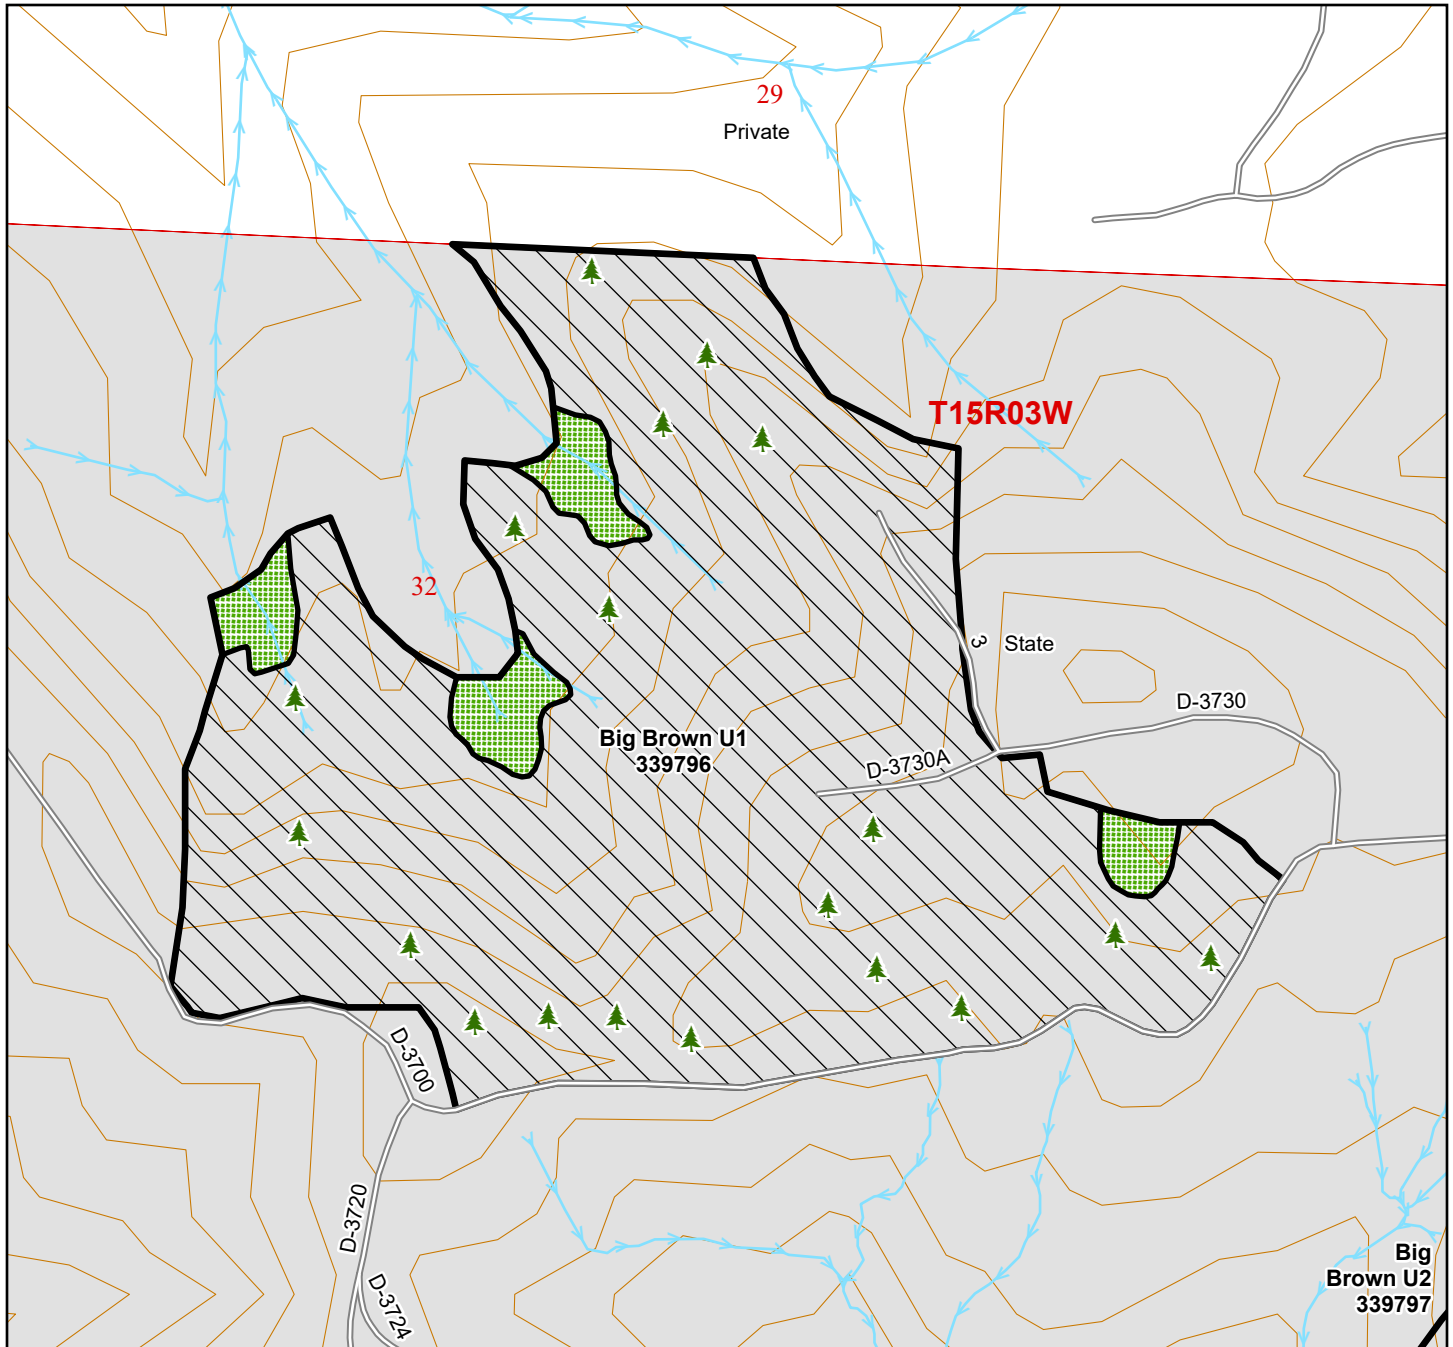 29
Private
T15R03W
32
3
State
D-3730
Big Brown U1
339796
D-3730A
D-3700
D-3720
D-3724
Big
Brown U2
339797